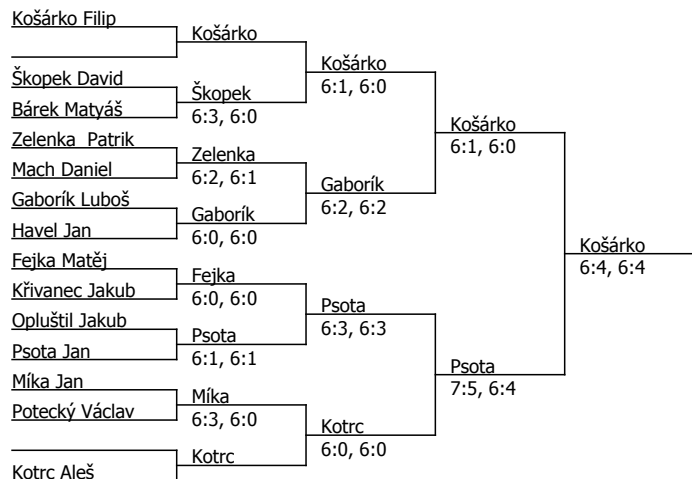 Košárko Filip
Škopek David
Bárek Matyáš
Zelenka Patrik
Mach Daniel
Gaborík Luboš
Havel Jan
Fejka Matěj
Křivanec Jakub
Opluštil Jakub
Psota Jan
Míka Jan
Potecký Václav
Kotrc Aleš
Košárko
Škopek
6:3, 6:0
Zelenka
6:2, 6:1
Gaborík
6:0, 6:0
Fejka
6:0, 6:0
Psota
6:1, 6:1
Míka
6:3, 6:0
Kotrc
Košárko
6:1, 6:0
Gaborík
6:2, 6:2
Psota
6:3, 6:3
Kotrc
6:0, 6:0
Košárko
6:1, 6:0
Psota
7:5, 6:4
Košárko
6:4, 6:4